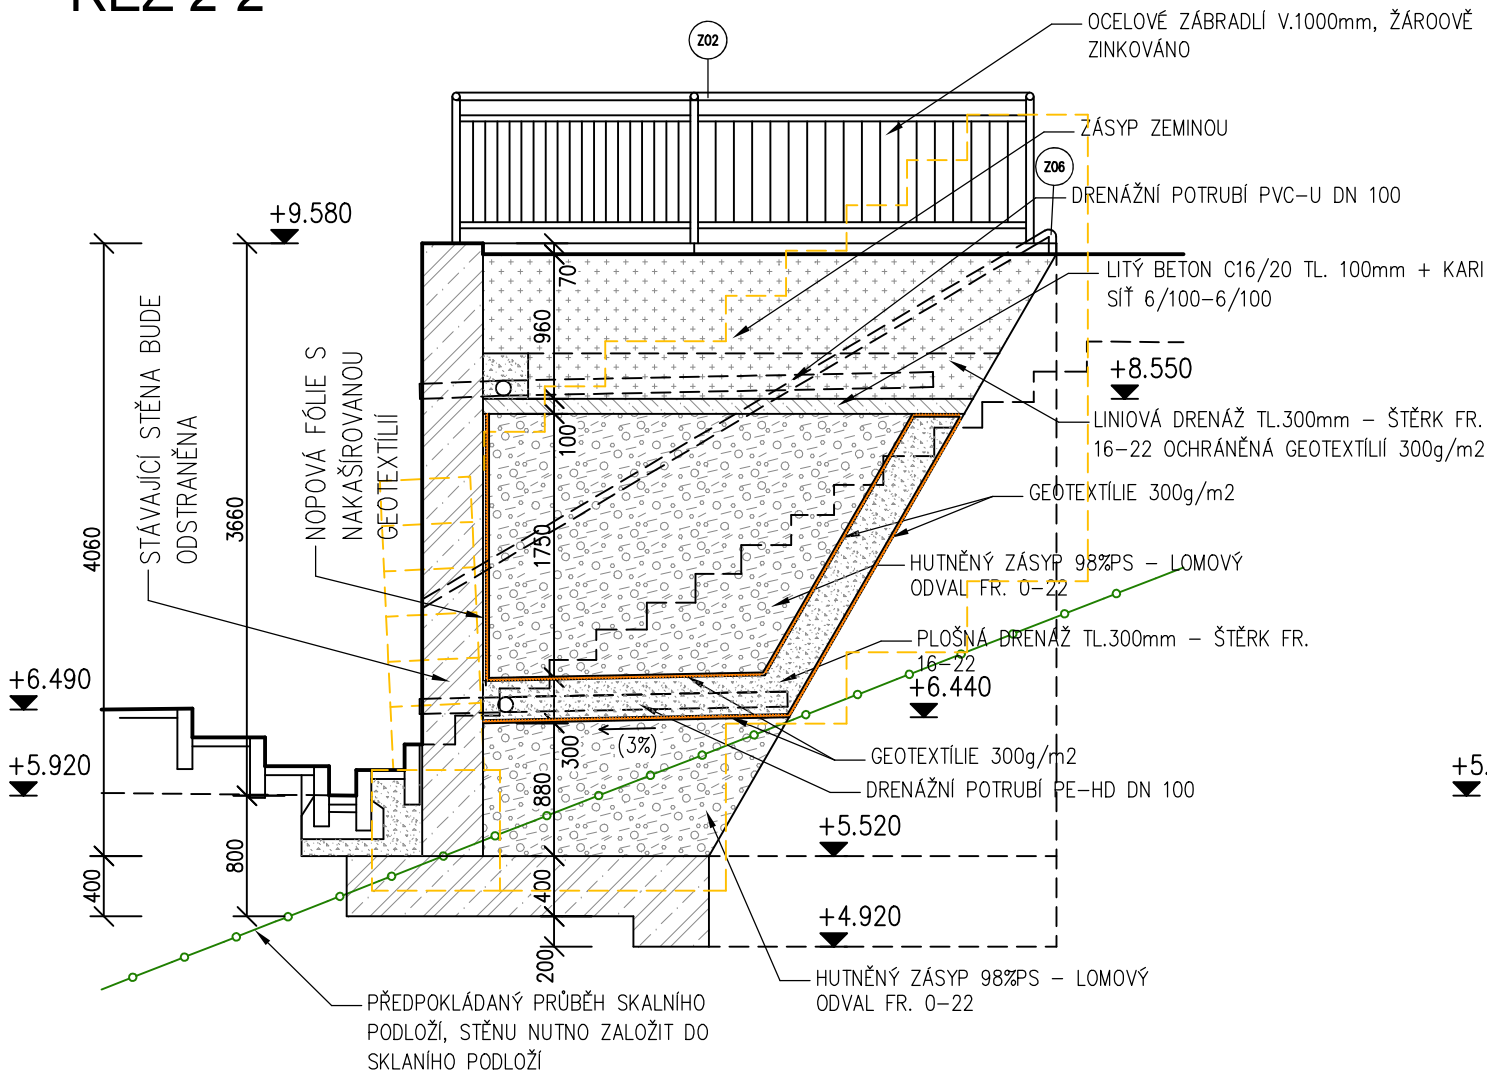 ŘEZ 2-2
OCELOVÉ ZÁBRADLÍ V.1000mm, ŽÁROOVĚ
ZINKOVÁNO
Z02
ZÁSYP ZEMINOU
Z06
DRENÁŽNÍ POTRUBÍ PVC-U DN 100
+9.580
LITÝ BETON C16/20 TL. 100mm + KARI
SÍŤ 6/100-6/100
70
960
+8.550
STÁVAJÍCÍ STĚNA BUDE
ODSTRANĚNA
NOPOVÁ FÓLIE S
NAKAŠÍROVANOU
GEOTEXTÍLIÍ
LINIOVÁ DRENÁŽ TL.300mm – ŠTĚRK FR.
16-22 OCHRÁNĚNÁ GEOTEXTÍLIÍ 300g/m2
100
GEOTEXTÍLIE 300g/m2
4060
3660
1750
HUTNĚNÝ ZÁSYP 98%PS – LOMOVÝ
ODVAL FR. 0-22
PLOŠNÁ DRENÁŽ TL.300mm – ŠTĚRK FR.
16-22
+6.490
+6.440
(3%)
300
GEOTEXTÍLIE 300g/m2
+5.920
+5.
880
DRENÁŽNÍ POTRUBÍ PE-HD DN 100
+5.520
800
400
400
+4.920
200
HUTNĚNÝ ZÁSYP 98%PS – LOMOVÝ
ODVAL FR. 0-22
PŘEDPOKLÁDANÝ PRŮBĚH SKALNÍHO
PODLOŽÍ, STĚNU NUTNO ZALOŽIT DO
SKLANÍHO PODLOŽÍ